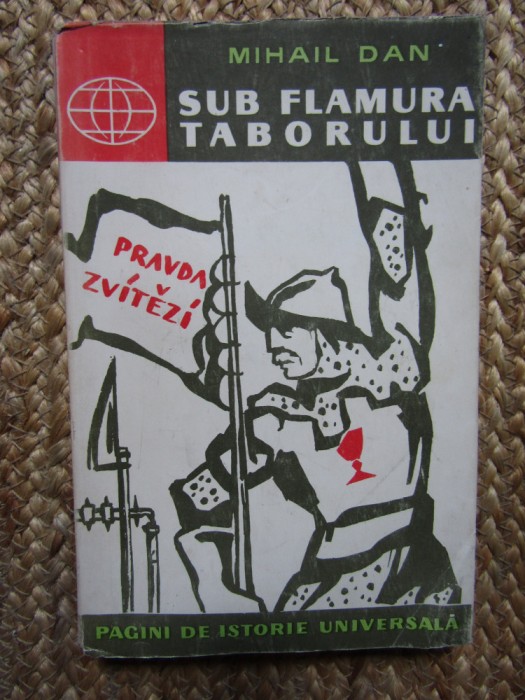 MIHAIL DAN
SUB FLAMURA
TABORULUI
PRAVDA
ZVÍTĚZÍ
PAGINI DE ISTORIE UNIVERSALĂ